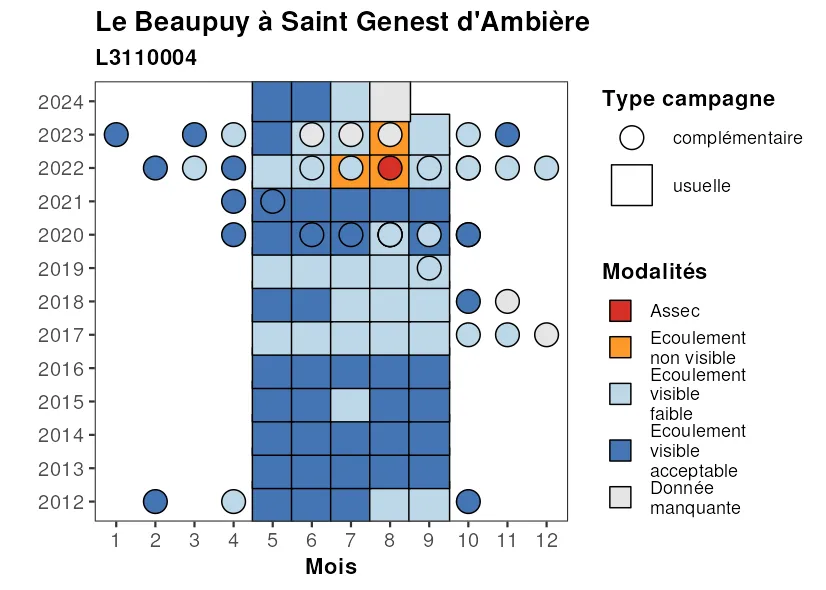 Le Beaupuy à Saint Genest d'Ambière
L3110004
2024
2023
2022
2021
2020
2019
2018
2017
2016
2015
2014
2013
2012
1 2 3 4 5 6 7 8 9 10 11 12
Mois
Type campagne
complémentaire
usuelle
Modalités
Assec
Ecoulement
non visible
Ecoulement
visible
faible
Ecoulement
visible
acceptable
Donnée
manquante